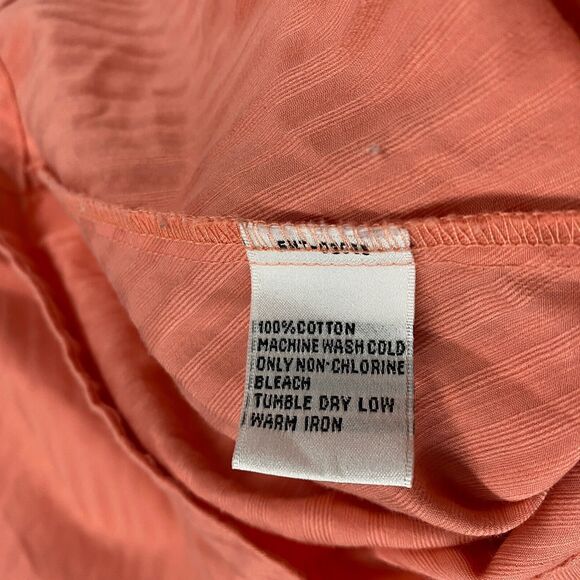 100%COTTON
MACHINE WASH COLD
ONLY NON-CHLORINE
BLEACH
TUMBLE DRY LOW
WARM IRON